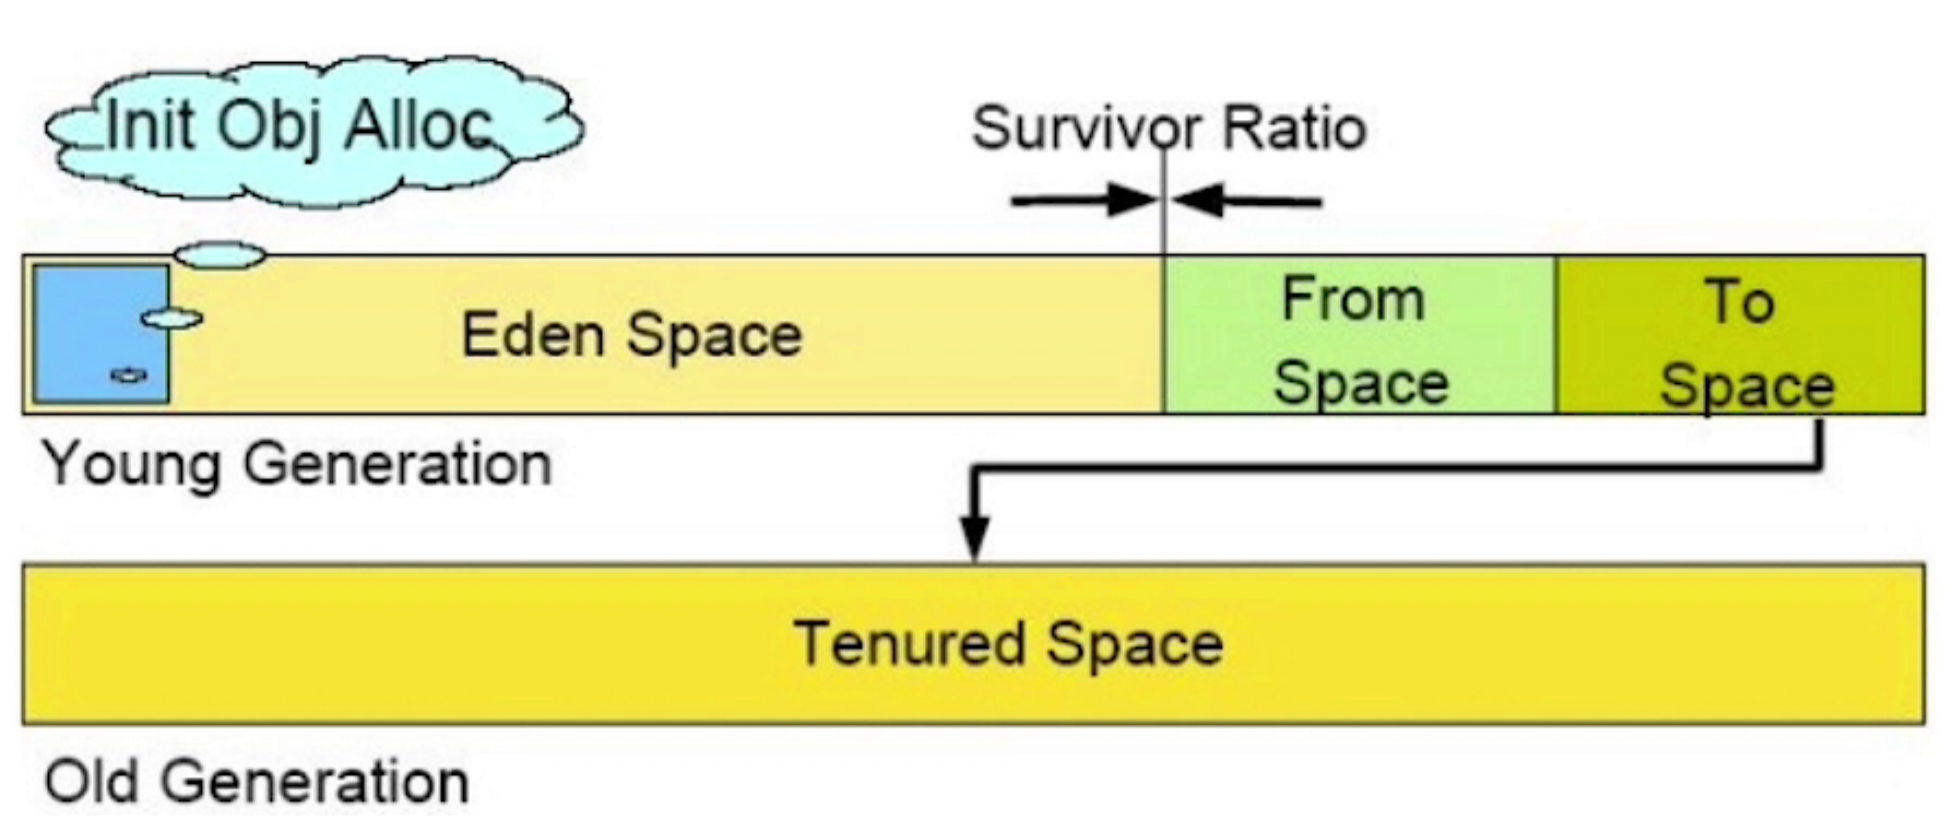 Init Obj Alloc
Survivor Ratio
Eden Space
From
Space
To
Space
Young Generation
Tenured Space
Old Generation